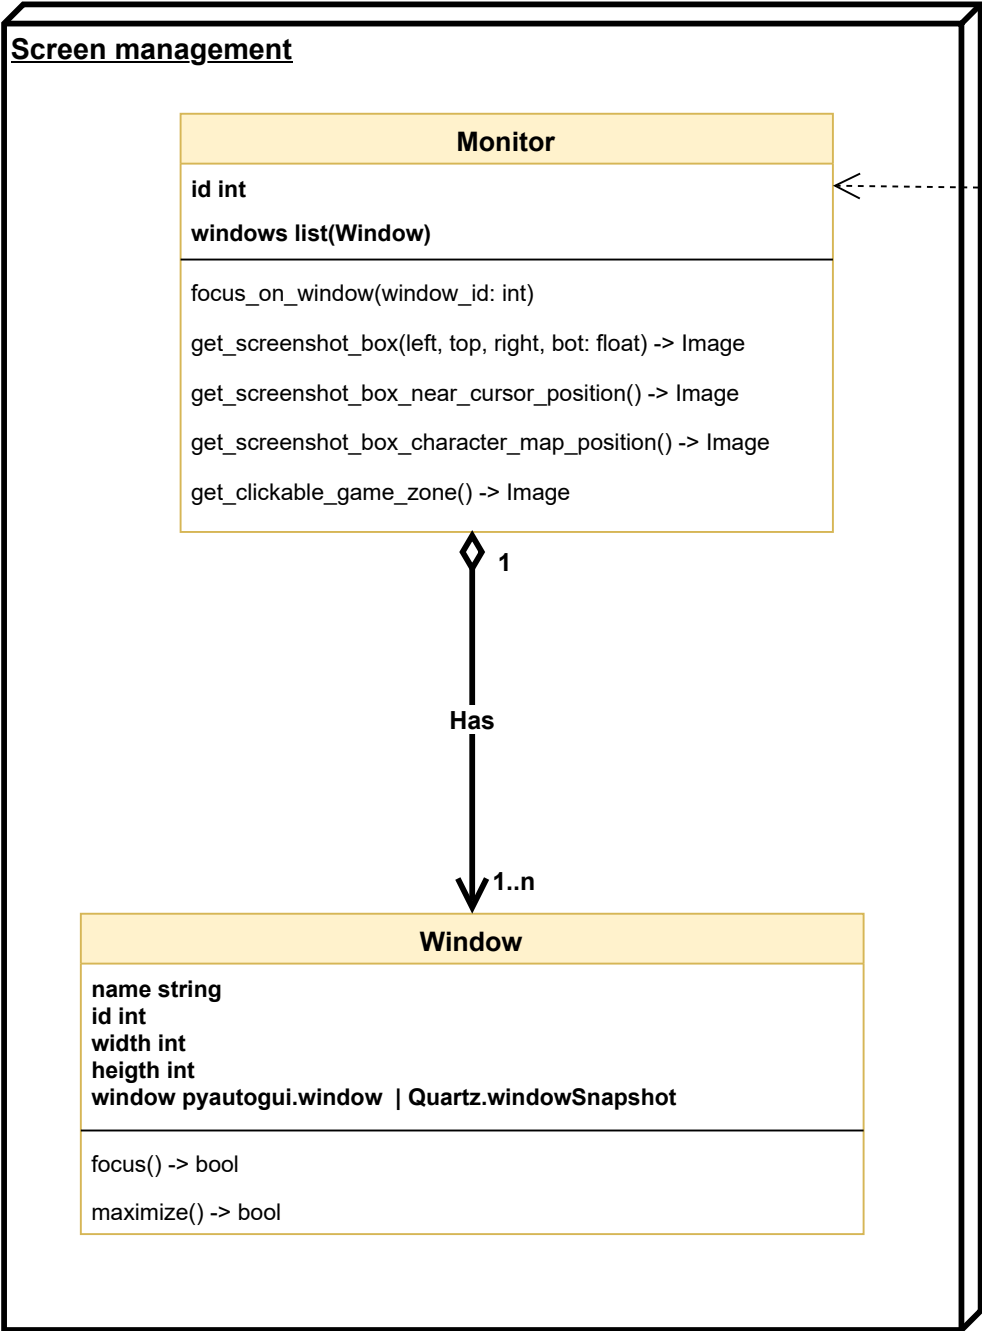 Screen management
Monitor
id int
windows list(Window)
focus_on_window(window_id: int)
get_screenshot_box(left, top, right, bot: float) -> Image
get_screenshot_box_near_cursor_position() -> Image
get_screenshot_box_character_map_position() -> Image
get_clickable_game_zone() -> Image
1
Has
1..n
Window
name string
id int
width int
heigth int
window pyautogui.window | Quartz.windowSnapshot
focus() -> bool
maximize() -> bool